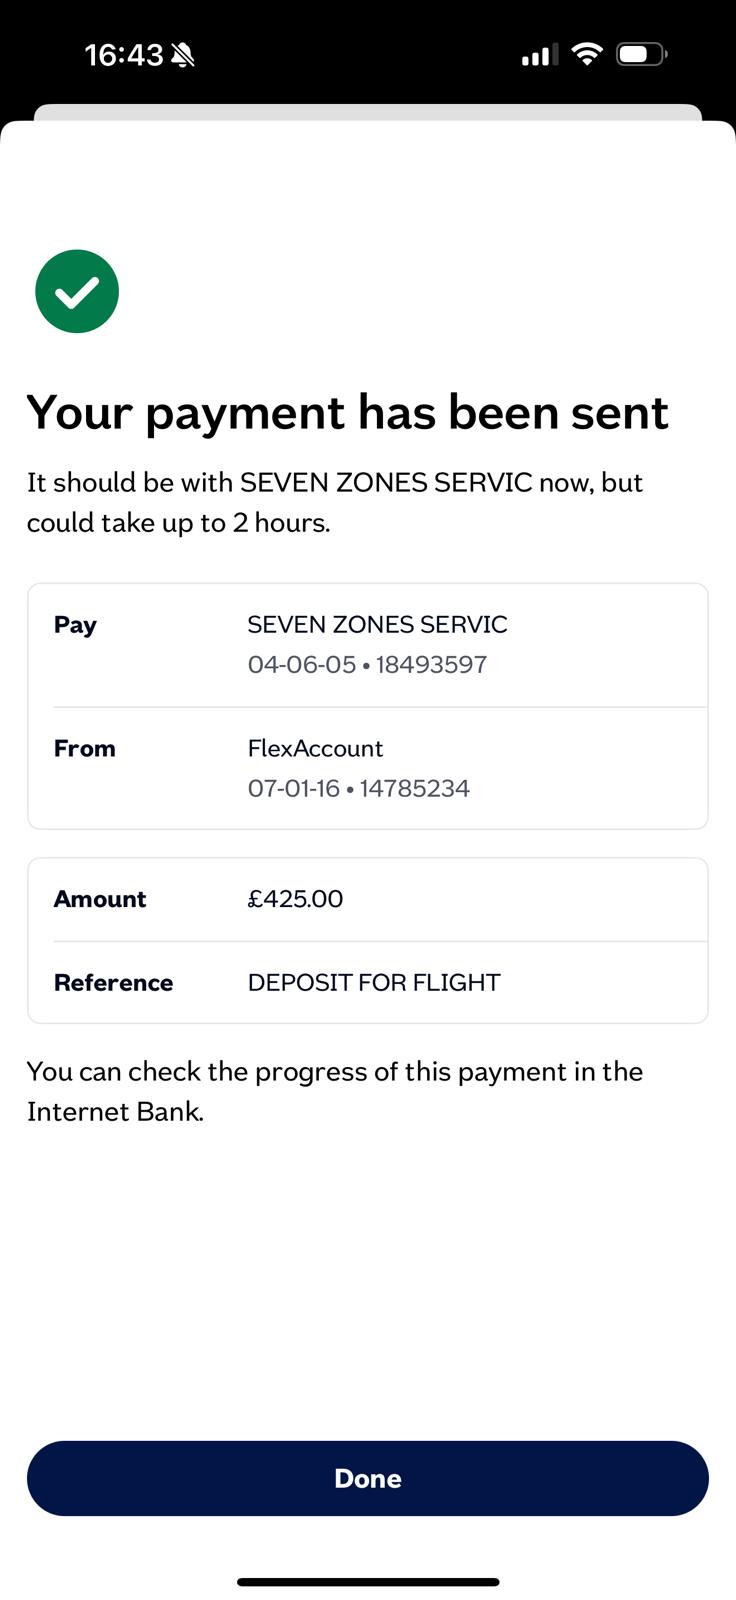 16:43
Your payment has been sent
It should be with SEVEN ZONES SERVIC now, but
could take up to 2 hours.
Pay SEVEN ZONES SERVIC
04-06-05 • 18493597
From FlexAccount
07-01-16 • 14785234
Amount £425.00
Reference DEPOSIT FOR FLIGHT
You can check the progress of this payment in the
Internet Bank.
Done